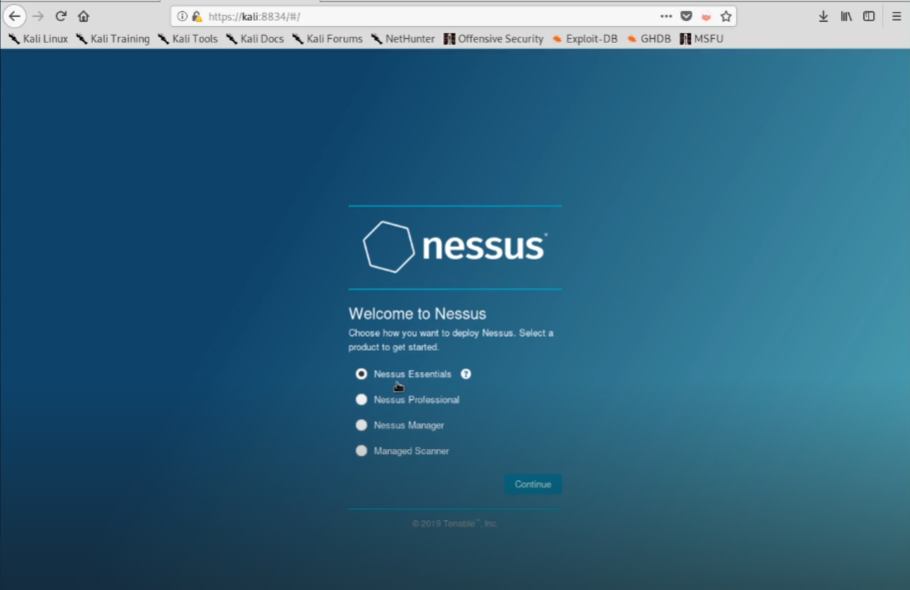 https://kali:8834/#/
Kali Linux Kali Training Kali Tools Kali Docs Kali Forums NetHunter Offensive Security Exploit-DB GHDB MSFU
nessus
Welcome to Nessus
Choose how you want to deploy Nessus. Select a
product to get started.
Nessus Essentials ?
Nessus Professional
Nessus Manager
Managed Scanner
Continue
© 2019 Tenable™, Inc.